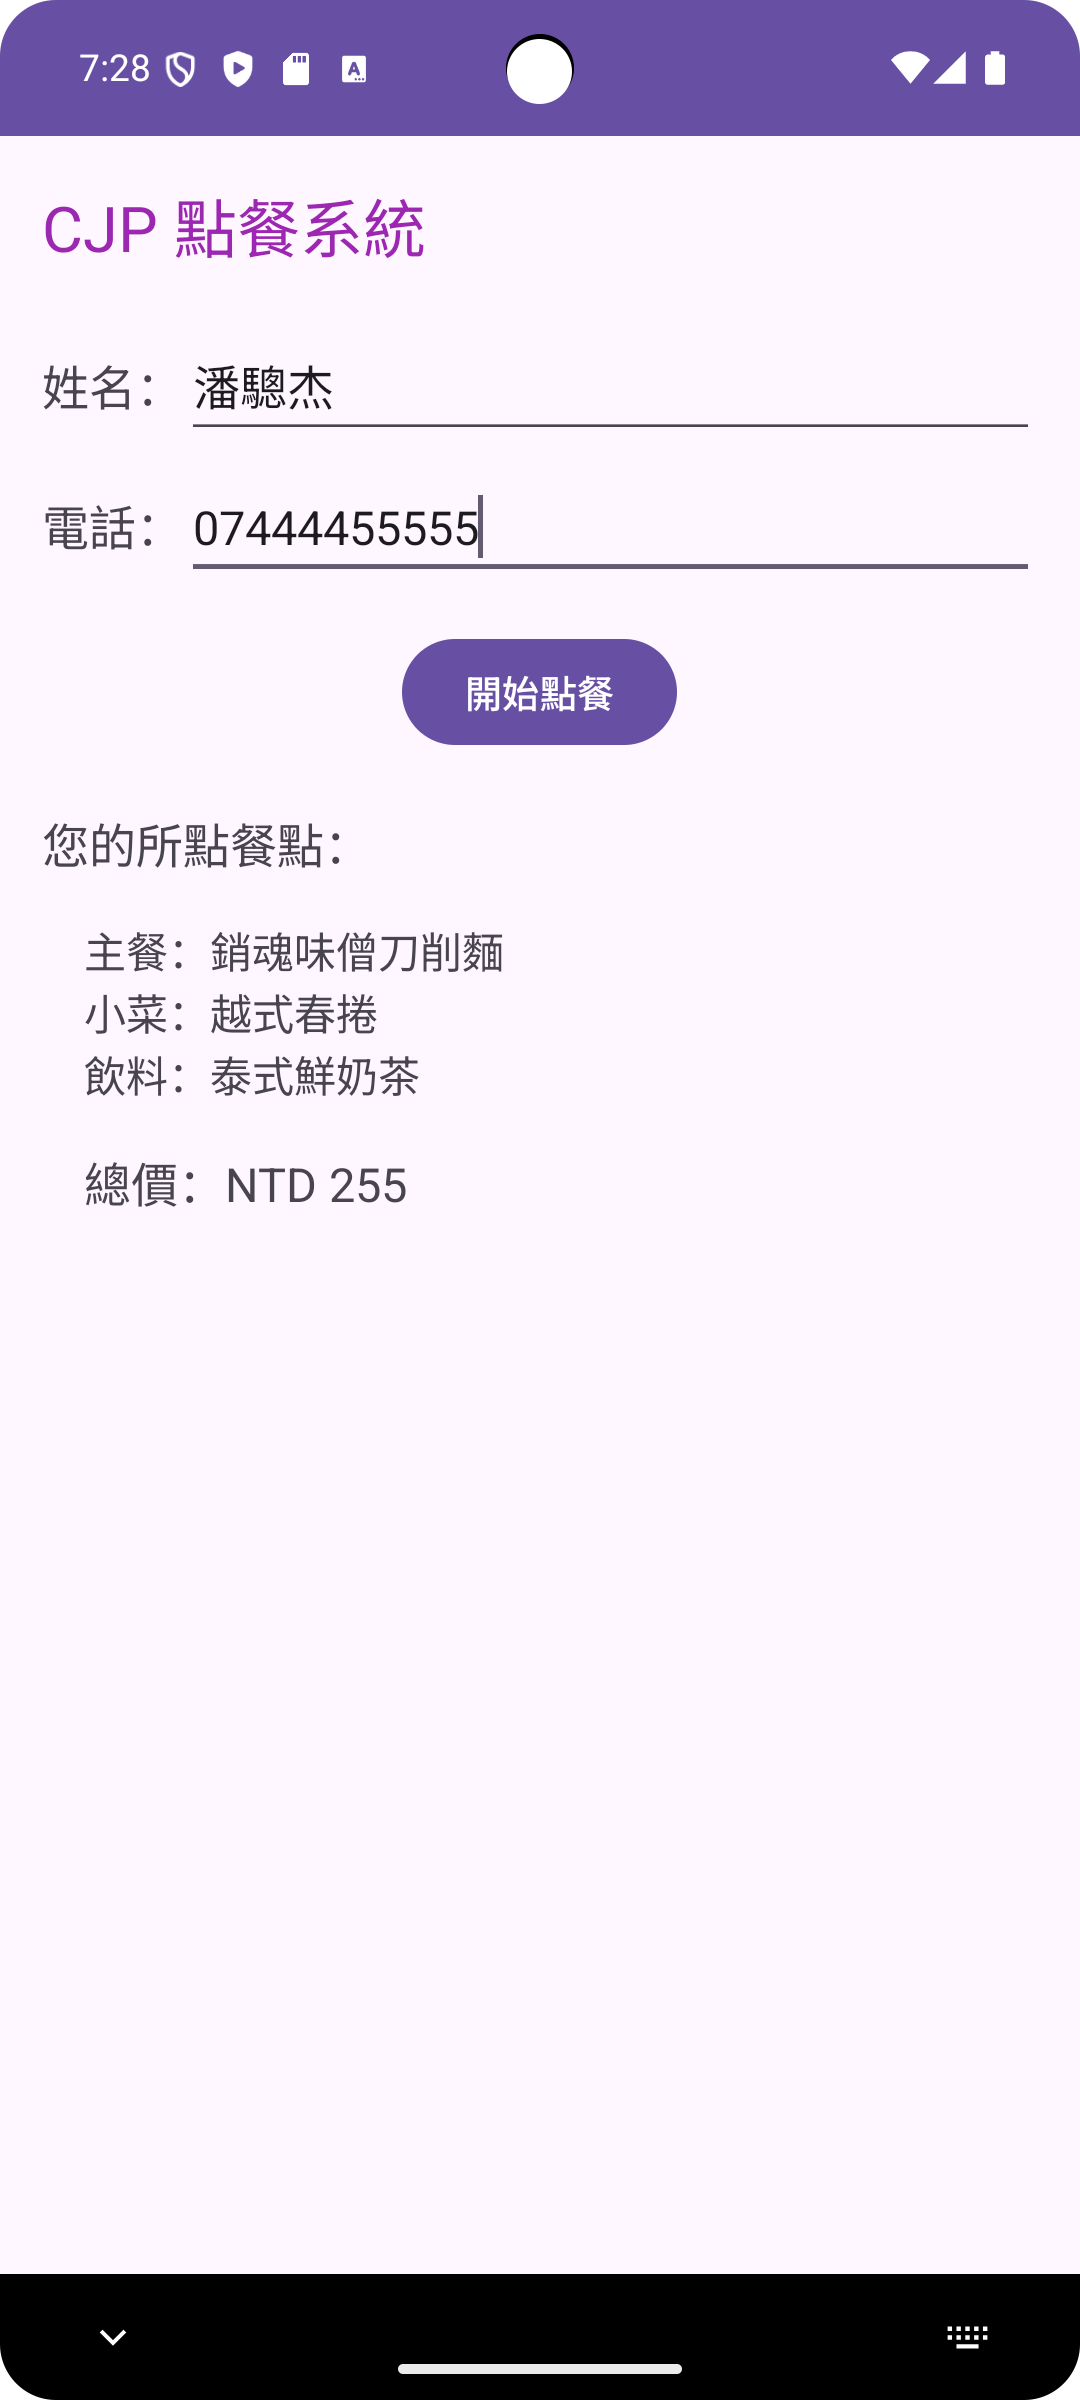 7:28
CJP 點餐系統
姓名： 潘驄杰
電話： 07444455555
開始點餐
您的所點餐點：
主餐：銷魂味僧刀削麵
小菜：越式春捲
飲料：泰式鮮奶茶
總價：NTD 255